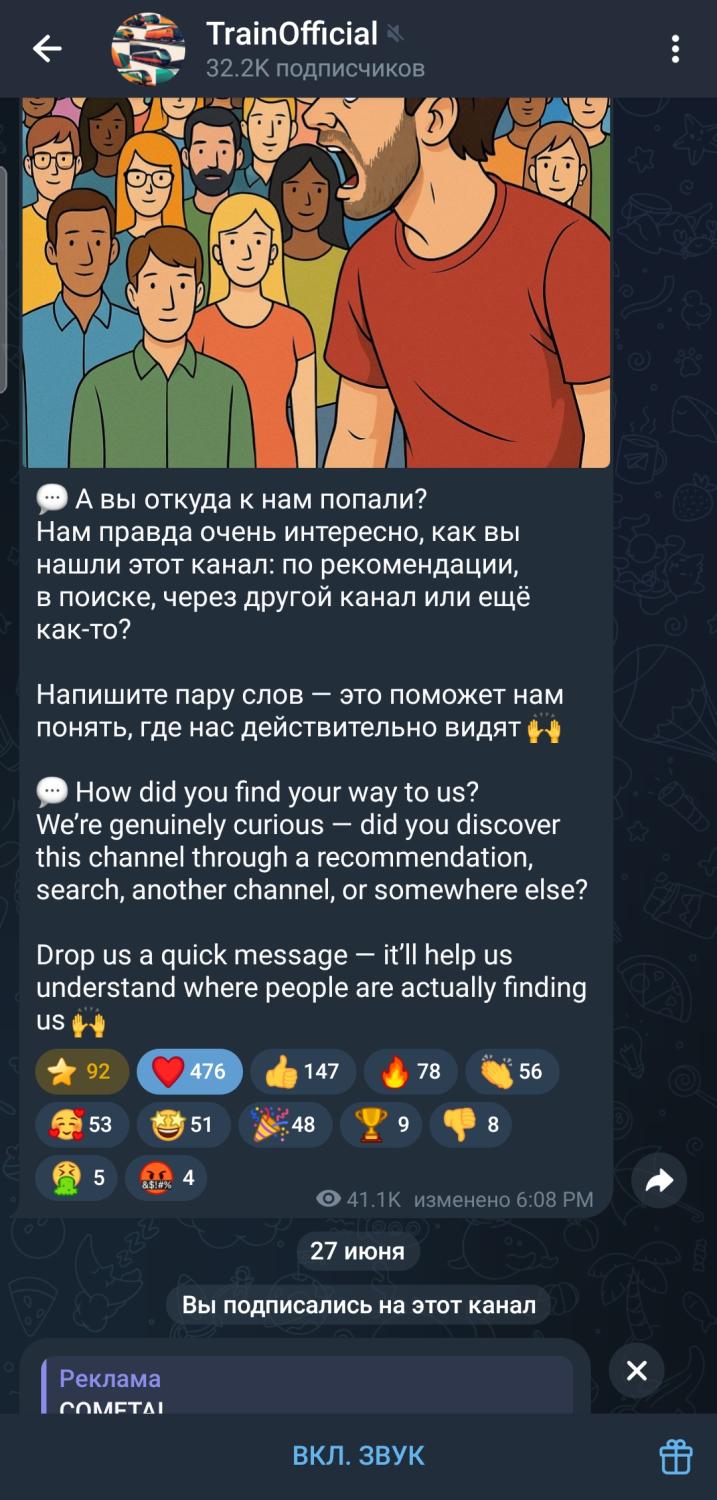 TrainOfficial
32.2K подписчиков
💬 А вы откуда к нам попали?
Нам правда очень интересно, как вы
нашли этот канал: по рекомендации,
в поиске, через другой канал или ещё
как-то?
Напишите пару слов — это поможет нам
понять, где нас действительно видят 🙌
💬 How did you find your way to us?
We’re genuinely curious — did you discover
this channel through a recommendation,
search, another channel, or somewhere else?
Drop us a quick message — it’ll help us
understand where people are actually finding
us 🙌
⭐ 92 ❤️ 476 👍 147 🔥 78 👏 56
🥰 53 🤩 51 🎉 48 🏆 9 👎 8
🤮 5 🤬 4
41.1K изменено 6:08 PM
27 июня
Вы подписались на этот канал
Реклама
ВКЛ. ЗВУК